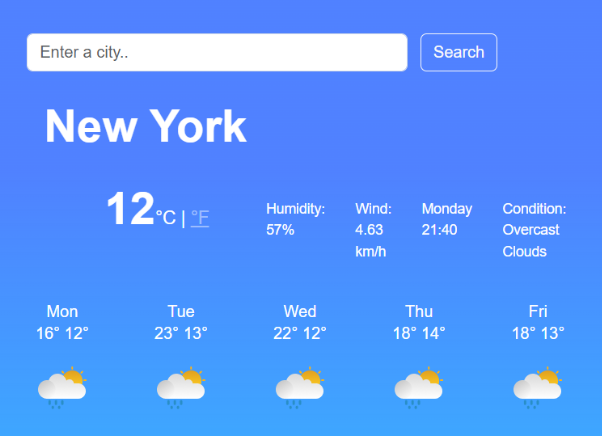 Enter a city..
Search
New York
12°C | °F
Humidity:
57%
Wind:
4.63
km/h
Monday
21:40
Condition:
Overcast
Clouds
Mon
16° 12°
Tue
23° 13°
Wed
22° 12°
Thu
18° 14°
Fri
18° 13°